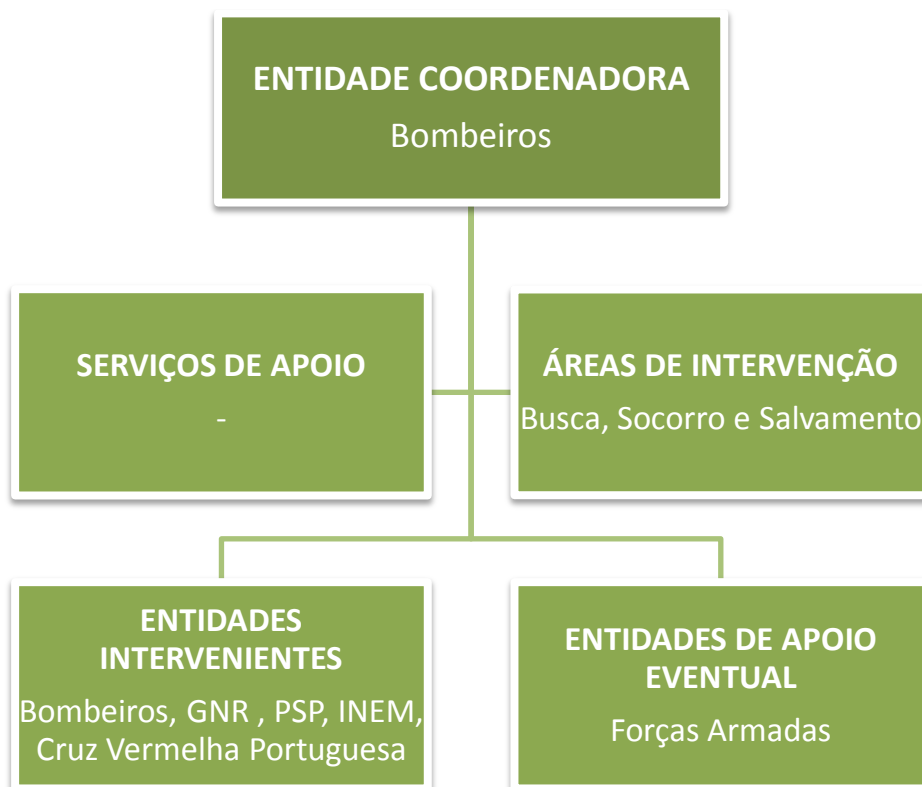 ENTIDADE COORDENADORA
Bombeiros
SERVIÇOS DE APOIO
-
ÁREAS DE INTERVENÇÃO
Busca, Socorro e Salvamento
ENTIDADES
INTERVENIENTES
Bombeiros, GNR , PSP, INEM,
Cruz Vermelha Portuguesa
ENTIDADES DE APOIO
EVENTUAL
Forças Armadas